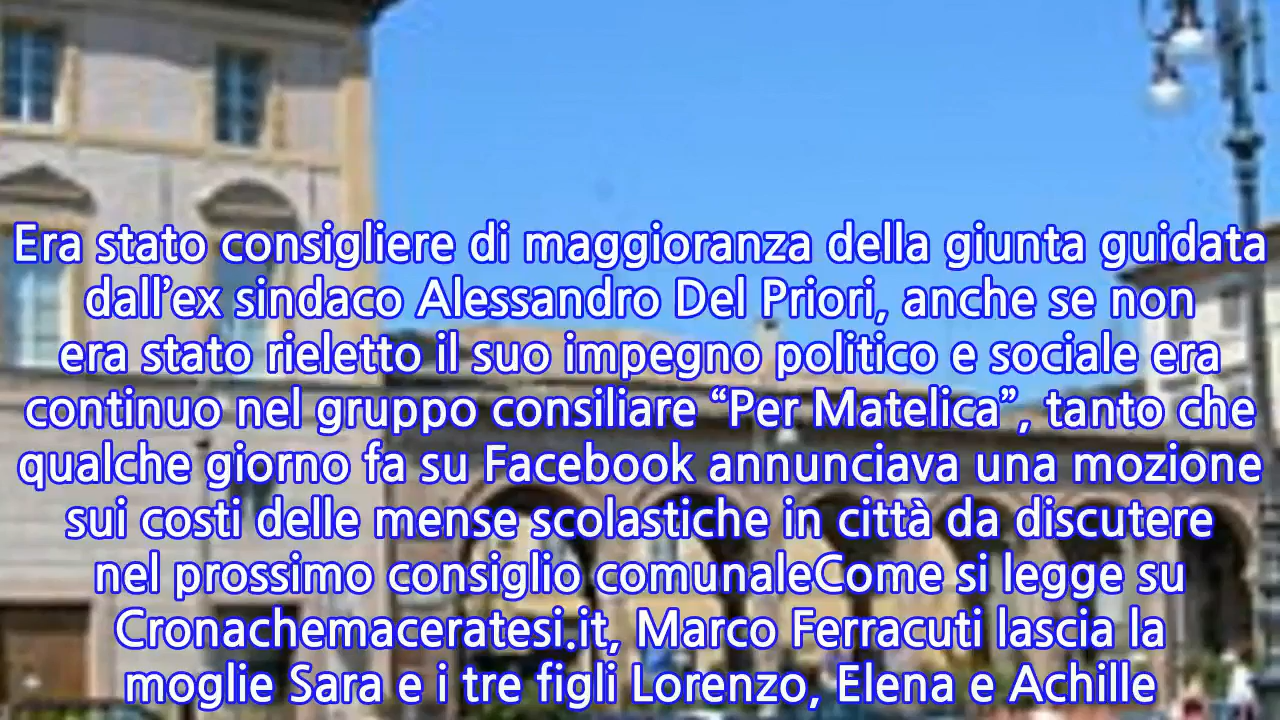 Era stato consigliere di maggioranza della giunta guidata
dall’ex sindaco Alessandro Del Priori, anche se non
era stato rieletto il suo impegno politico e sociale era
continuo nel gruppo consiliare “Per Matelica”, tanto che
qualche giorno fa su Facebook annunciava una mozione
sui costi delle mense scolastiche in città da discutere
nel prossimo consiglio comunaleCome si legge su
Cronachemaceratesi.it, Marco Ferracuti lascia la
moglie Sara e i tre figli Lorenzo, Elena e Achille